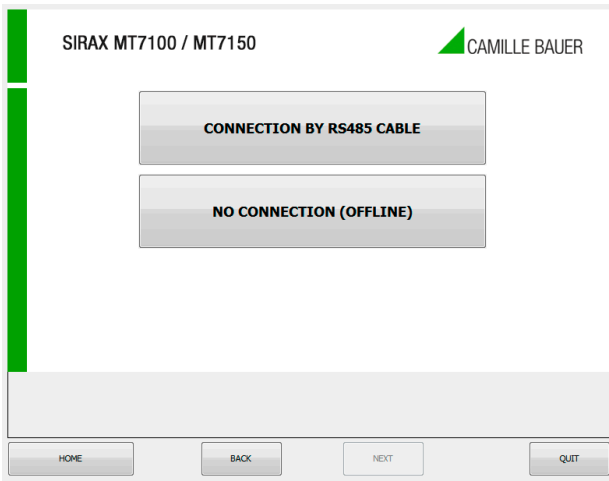 SIRAX MT7100 / MT7150
CAMILLE BAUER
CONNECTION BY RS485 CABLE
NO CONNECTION (OFFLINE)
HOME
BACK
NEXT
QUIT